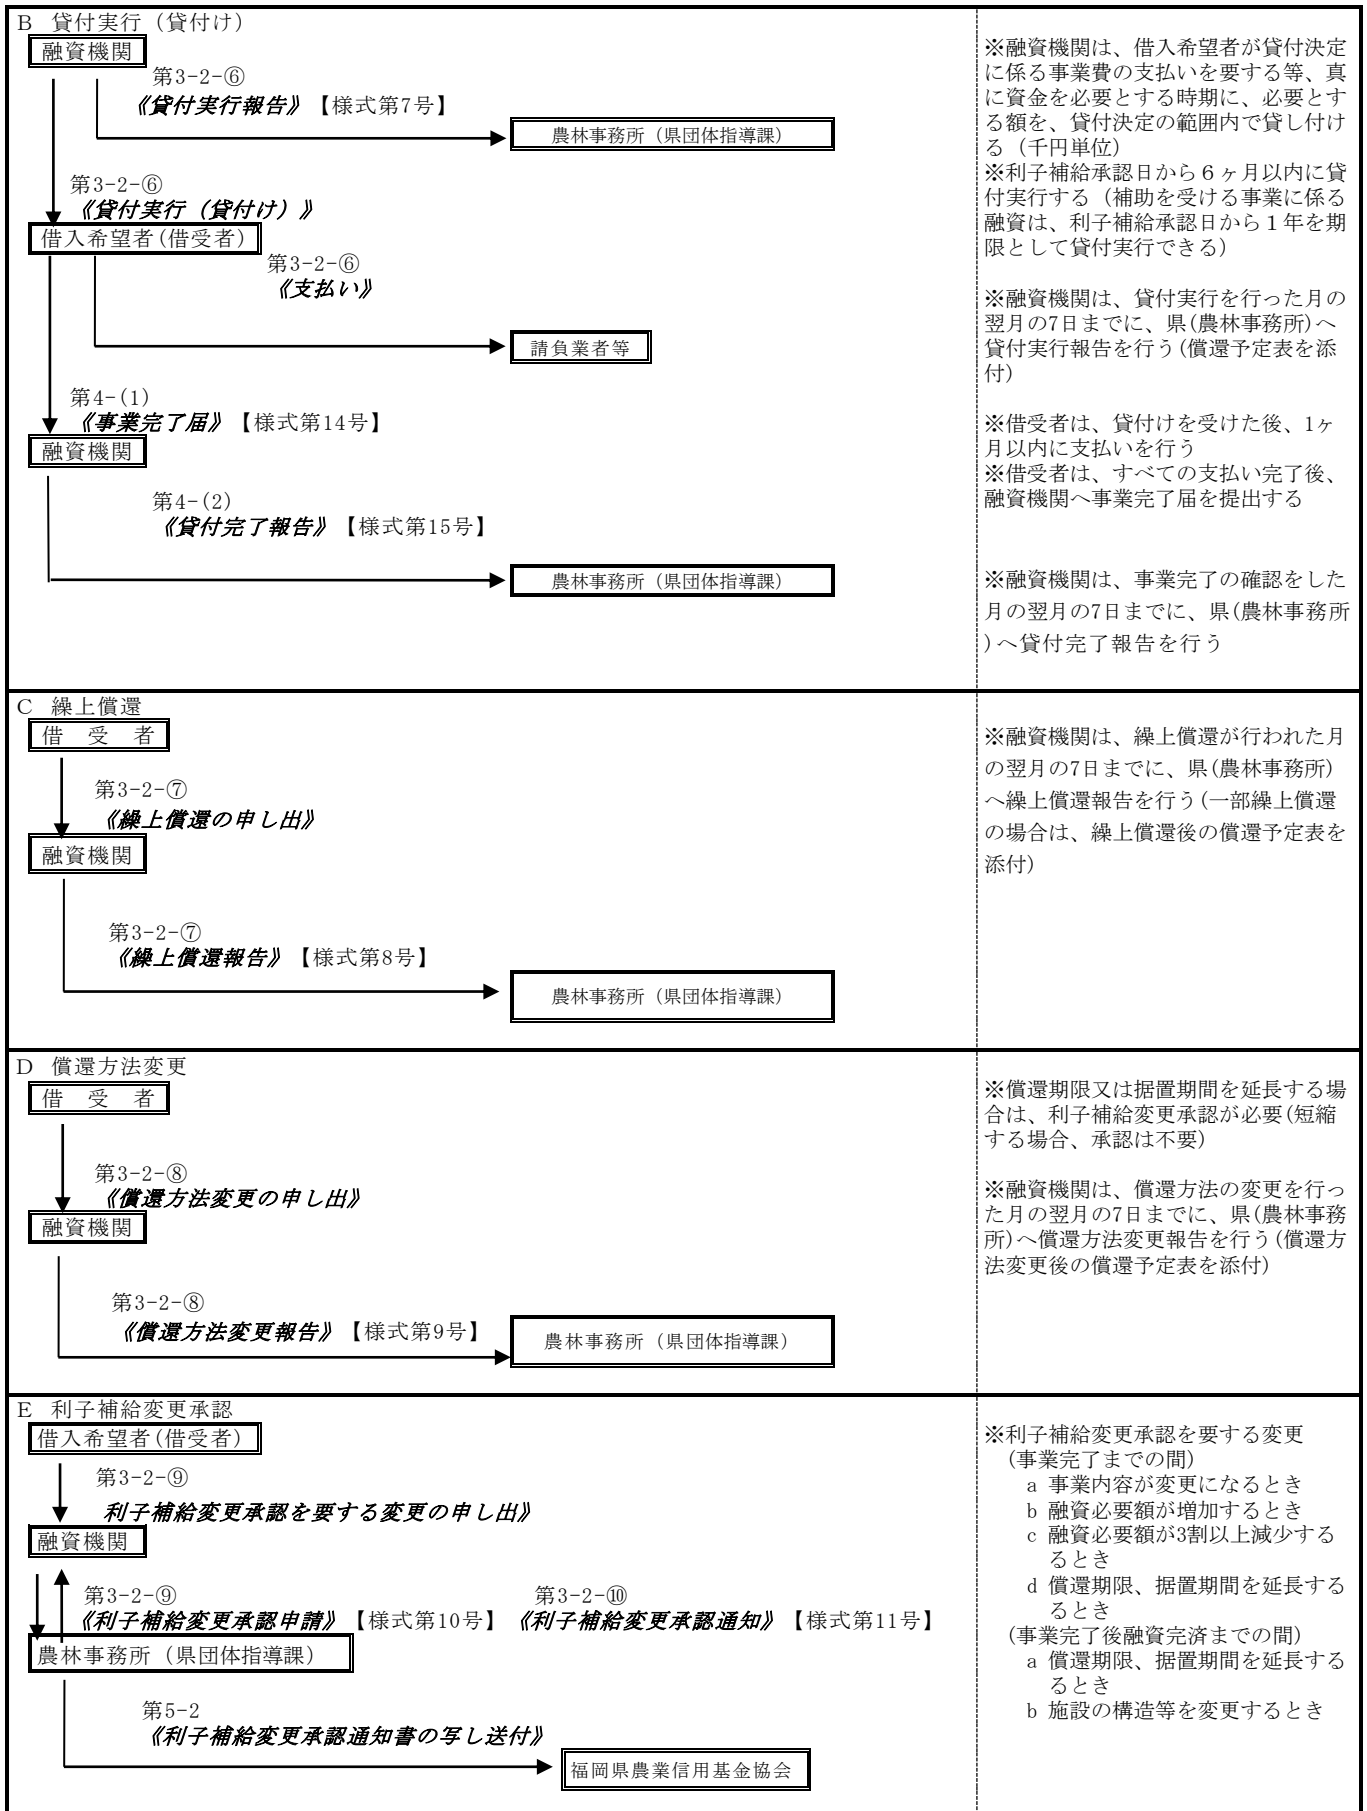 B 貸付実行（貸付け）
融資機関
第3-2-⑥
《貸付実行報告》【様式第7号】
農林事務所（県団体指導課）
第3-2-⑥
《貸付実行（貸付け）》
借入希望者(借受者)
第3-2-⑥
《支払い》
請負業者等
第4-(1)
《事業完了届》【様式第14号】
融資機関
第4-(2)
《貸付完了報告》【様式第15号】
農林事務所（県団体指導課）
※融資機関は、借入希望者が貸付決定
に係る事業費の支払いを要する等、真
に資金を必要とする時期に、必要とす
る額を、貸付決定の範囲内で貸し付け
る（千円単位）
※利子補給承認日から６ヶ月以内に貸
付実行する（補助を受ける事業に係る
融資は、利子補給承認日から１年を期
限として貸付実行できる）
※融資機関は、貸付実行を行った月の
翌月の7日までに、県(農林事務所)へ
貸付実行報告を行う(償還予定表を添
付)
※借受者は、貸付けを受けた後、1ヶ
月以内に支払いを行う
※借受者は、すべての支払い完了後、
融資機関へ事業完了届を提出する
※融資機関は、事業完了の確認をした
月の翌月の7日までに、県(農林事務所
)へ貸付完了報告を行う
C 繰上償還
借 受 者
第3-2-⑦
《繰上償還の申し出》
融資機関
第3-2-⑦
《繰上償還報告》【様式第8号】
農林事務所（県団体指導課）
※融資機関は、繰上償還が行われた月
の翌月の7日までに、県(農林事務所)
へ繰上償還報告を行う(一部繰上償還
の場合は、繰上償還後の償還予定表を
添付)
D 償還方法変更
借 受 者
第3-2-⑧
《償還方法変更の申し出》
融資機関
第3-2-⑧
《償還方法変更報告》【様式第9号】
農林事務所（県団体指導課）
※償還期限又は据置期間を延長する場
合は、利子補給変更承認が必要(短縮
する場合、承認は不要)
※融資機関は、償還方法の変更を行っ
た月の翌月の7日までに、県(農林事務
所)へ償還方法変更報告を行う(償還方
法変更後の償還予定表を添付)
E 利子補給変更承認
借入希望者(借受者)
第3-2-⑨
利子補給変更承認を要する変更の申し出》
融資機関
第3-2-⑨
《利子補給変更承認申請》【様式第10号】
第3-2-⑩
《利子補給変更承認通知》【様式第11号】
農林事務所（県団体指導課）
第5-2
《利子補給変更承認通知書の写し送付》
福岡県農業信用基金協会
※利子補給変更承認を要する変更
(事業完了までの間)
a 事業内容が変更になるとき
b 融資必要額が増加するとき
c 融資必要額が3割以上減少する
るとき
d 償還期限、据置期間を延長する
るとき
(事業完了後融資完済までの間)
a 償還期限、据置期間を延長する
るとき
b 施設の構造等を変更するとき